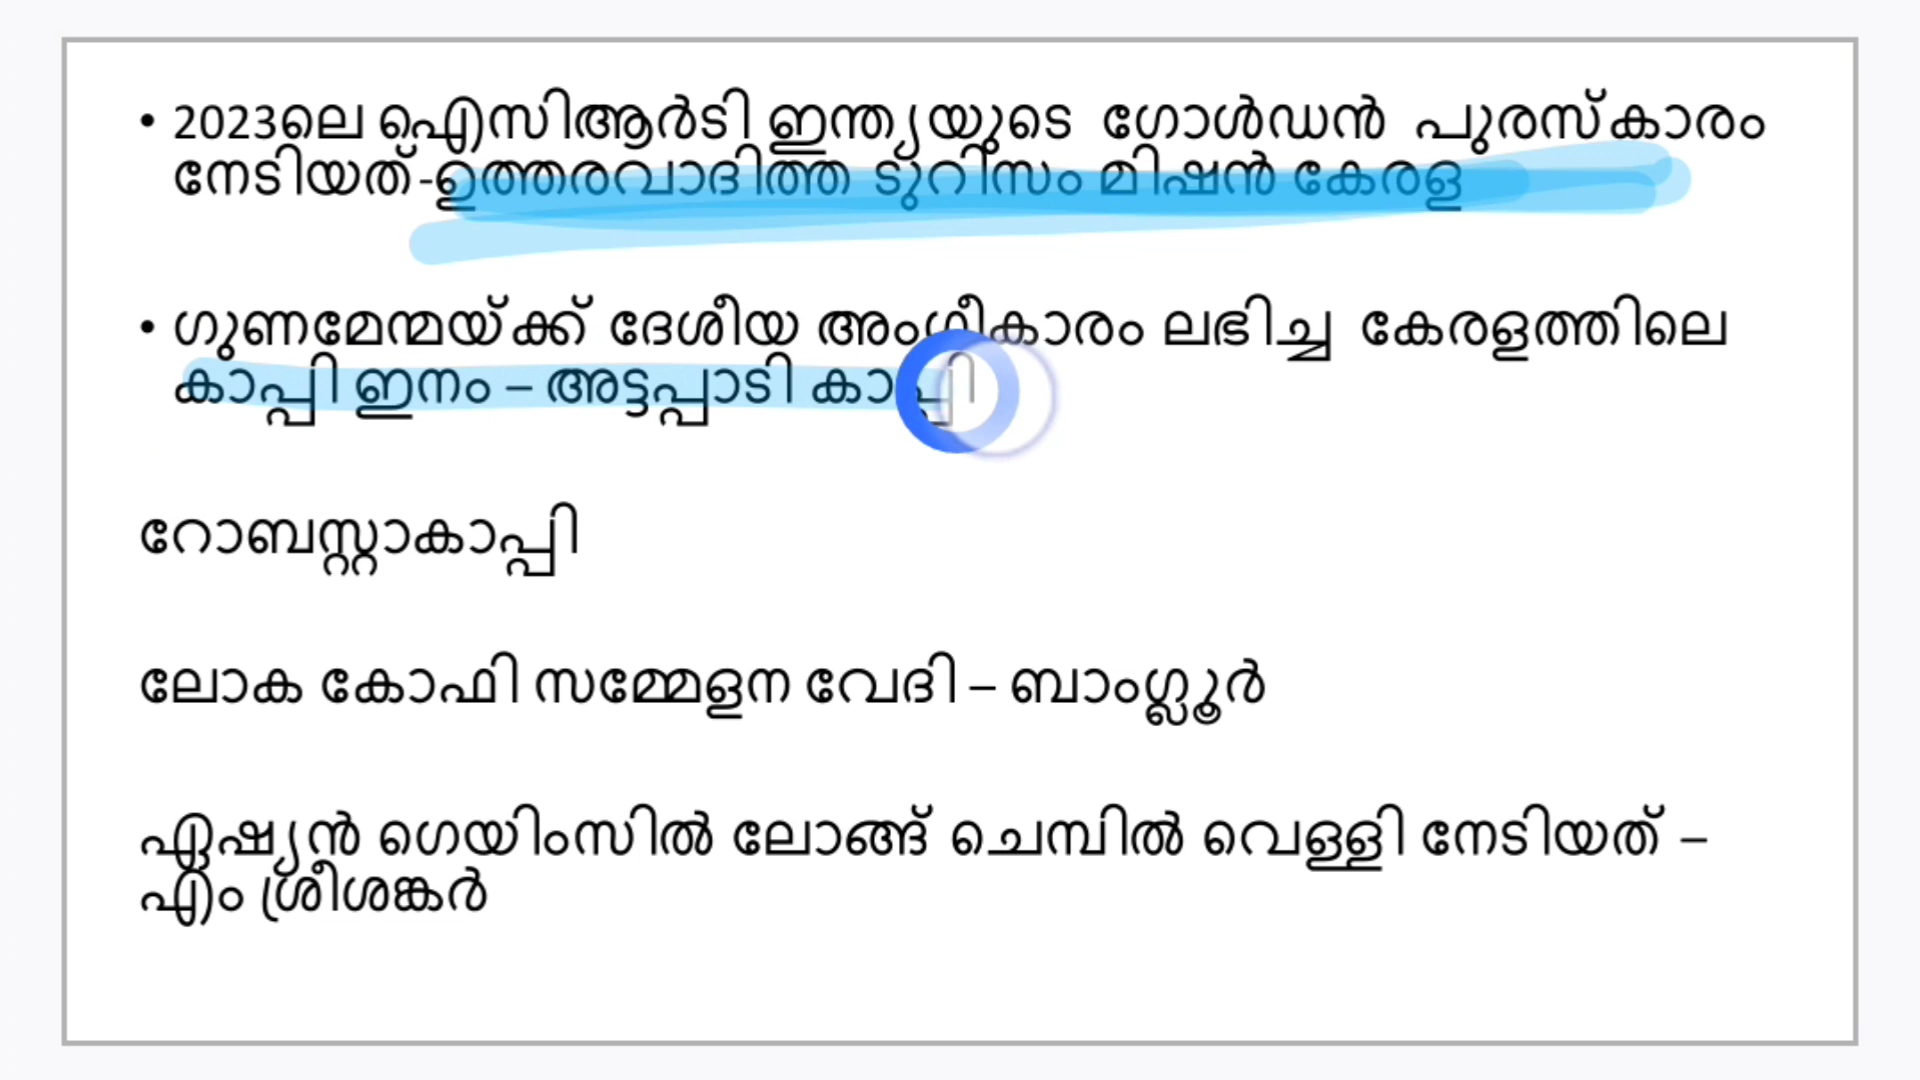 • 2023ലെ ഐസിആർടി ഇന്ത്യയുടെ ഗോൾഡൻ പുരസ്കാരം
നേടിയത്-ഉത്തരവാദിത്ത ടുറിസം മിഷൻ കേരള
• ഗുണമേന്മയ്ക്ക് ദേശീയ അംഗീകാരം ലഭിച്ച കേരളത്തിലെ
കാപ്പി ഇനം – അട്ടപ്പാടി കാപ്പി
റോബസ്റ്റാകാപ്പി
ലോക കോഫി സമ്മേളന വേദി – ബാംഗ്ലൂർ
ഏഷ്യൻ ഗെയിംസിൽ ലോങ്ങ് ചെമ്പിൽ വെള്ളി നേടിയത് –
എം ശ്രീശങ്കർ